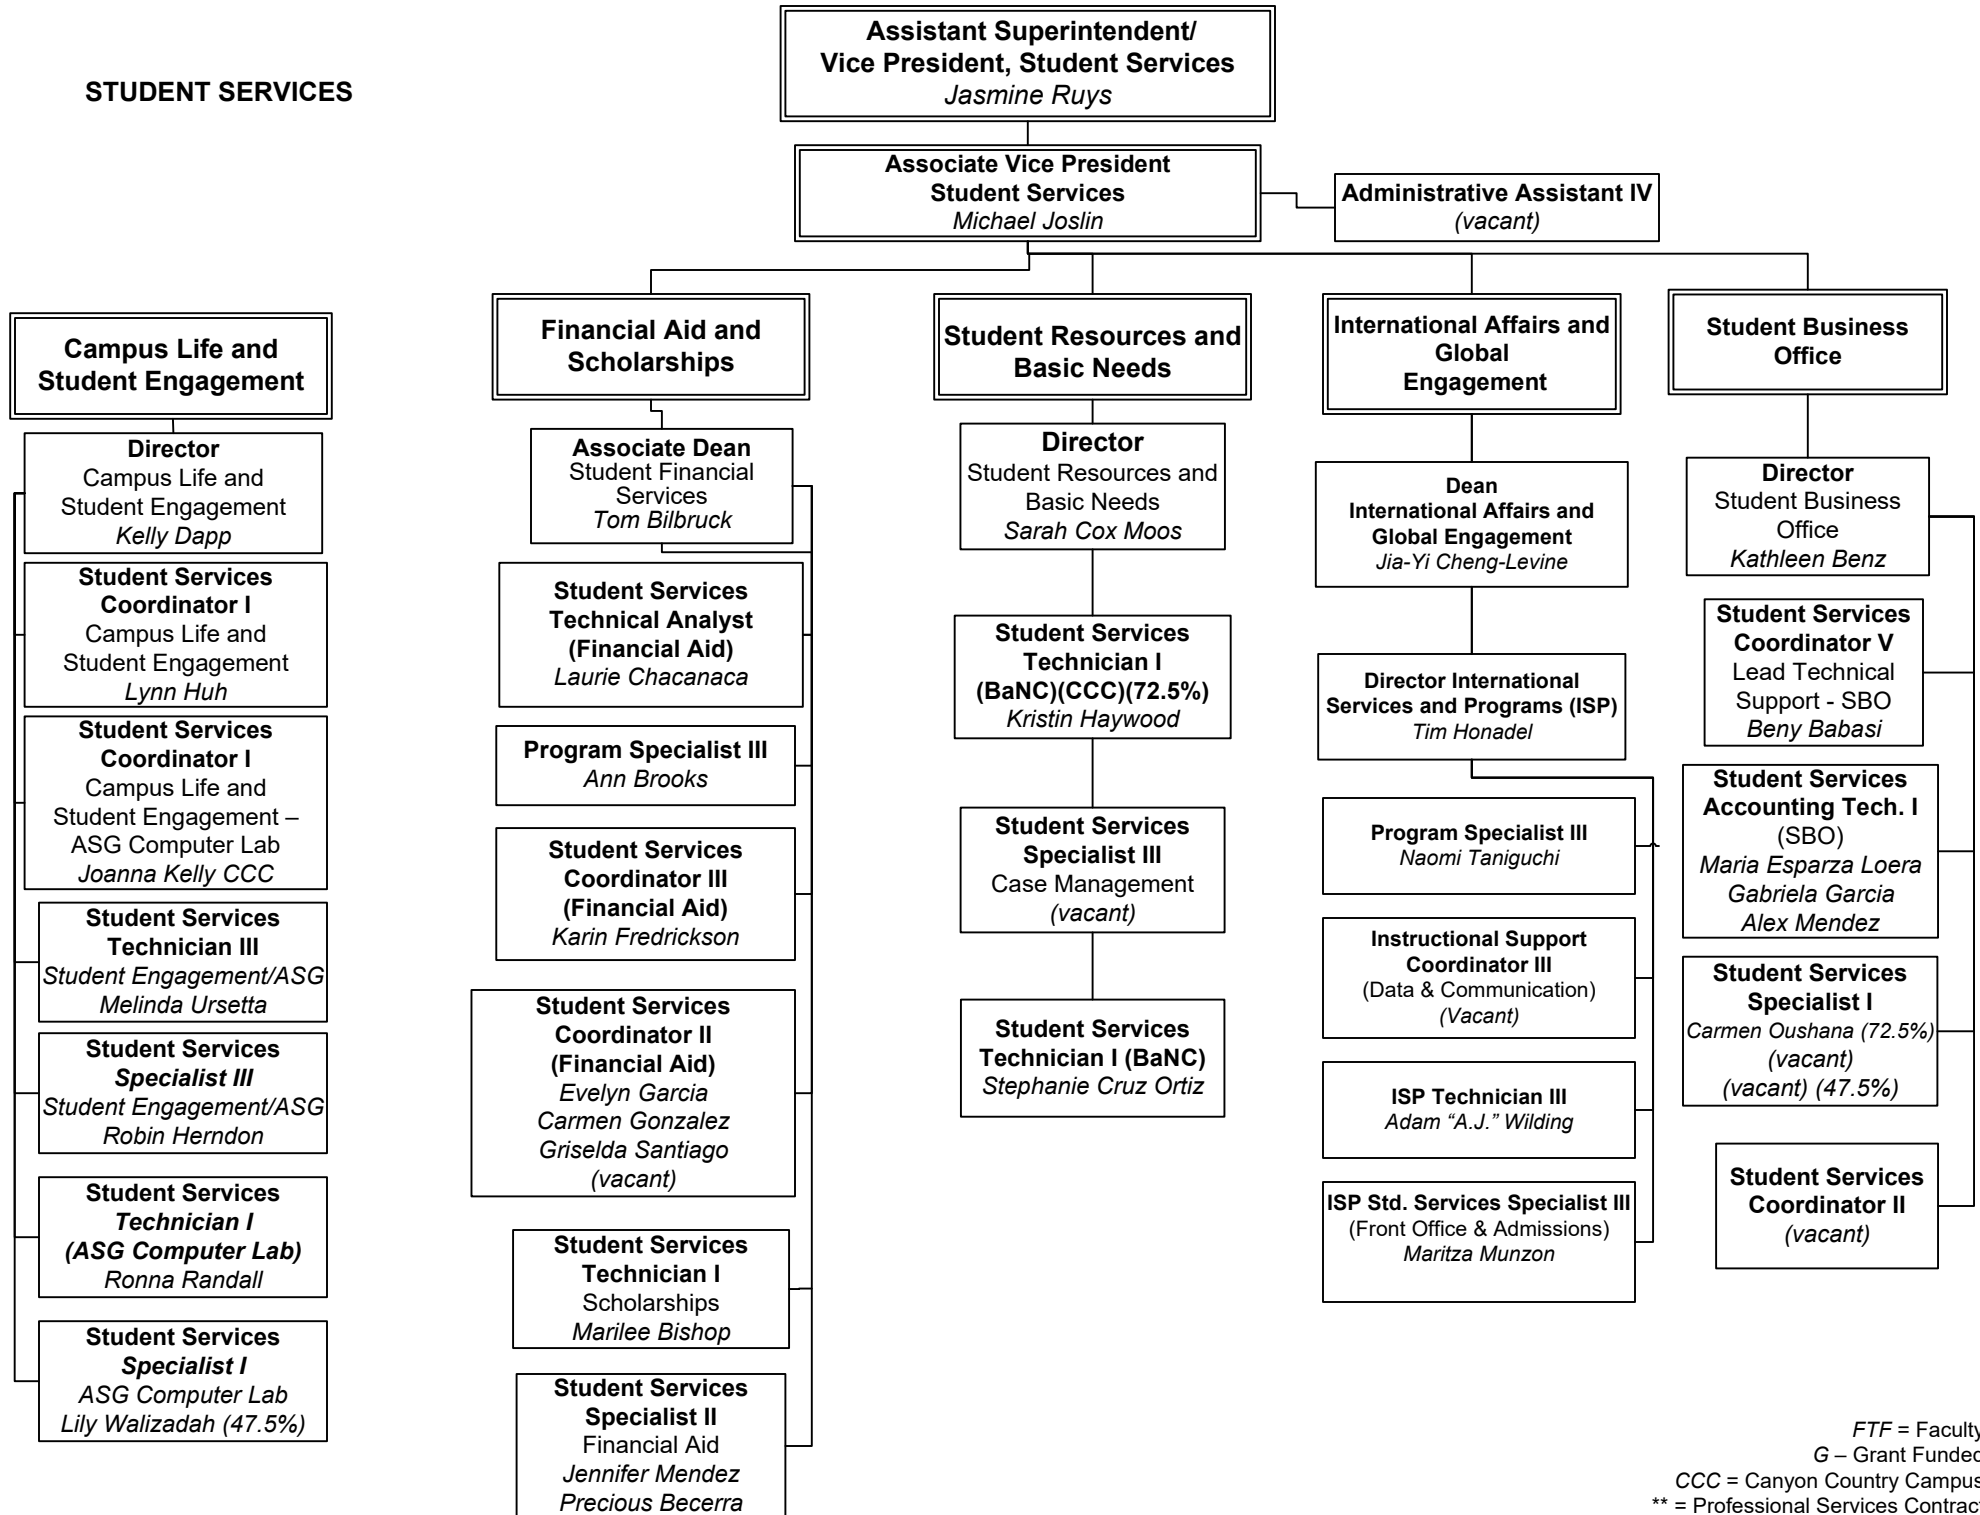 STUDENT SERVICES
Assistant Superintendent/
Vice President, Student Services
Jasmine Ruys
Associate Vice President
Student Services
Michael Joslin
Administrative Assistant IV
(vacant)
Campus Life and
Student Engagement
Director
Campus Life and
Student Engagement
Kelly Dapp
Student Services
Coordinator I
Campus Life and
Student Engagement
Lynn Huh
Student Services
Coordinator I
Campus Life and
Student Engagement –
ASG Computer Lab
Joanna Kelly CCC
Student Services
Technician III
Student Engagement/ASG
Melinda Ursetta
Student Services
Specialist III
Student Engagement/ASG
Robin Herndon
Student Services
Technician I
(ASG Computer Lab)
Ronna Randall
Student Services
Specialist I
ASG Computer Lab
Lily Walizadah (47.5%)
Financial Aid and
Scholarships
Associate Dean
Student Financial
Services
Tom Bilbruck
Student Services
Technical Analyst
(Financial Aid)
Laurie Chacanaca
Program Specialist III
Ann Brooks
Student Services
Coordinator III
(Financial Aid)
Karin Fredrickson
Student Services
Coordinator II
(Financial Aid)
Evelyn Garcia
Carmen Gonzalez
Griselda Santiago
(vacant)
Student Services
Technician I
Scholarships
Marilee Bishop
Student Services
Specialist II
Financial Aid
Jennifer Mendez
Precious Becerra
Student Resources and
Basic Needs
Director
Student Resources and
Basic Needs
Sarah Cox Moos
Student Services
Technician I
(BaNC)(CCC)(72.5%)
Kristin Haywood
Student Services
Specialist III
Case Management
(vacant)
Student Services
Technician I (BaNC)
Stephanie Cruz Ortiz
International Affairs and
Global
Engagement
Dean
International Affairs and
Global Engagement
Jia-Yi Cheng-Levine
Director International
Services and Programs (ISP)
Tim Honadel
Program Specialist III
Naomi Taniguchi
Instructional Support
Coordinator III
(Data & Communication)
(Vacant)
ISP Technician III
Adam “A.J.” Wilding
ISP Std. Services Specialist III
(Front Office & Admissions)
Maritza Munzon
Student Business
Office
Director
Student Business
Office
Kathleen Benz
Student Services
Coordinator V
Lead Technical
Support - SBO
Beny Babasi
Student Services
Accounting Tech. I
(SBO)
Maria Esparza Loera
Gabriela Garcia
Alex Mendez
Student Services
Specialist I
Carmen Oushana (72.5%)
(vacant)
(vacant) (47.5%)
Student Services
Coordinator II
(vacant)
FTF = Faculty
G – Grant Funded
CCC = Canyon Country Campus
** = Professional Services Contract